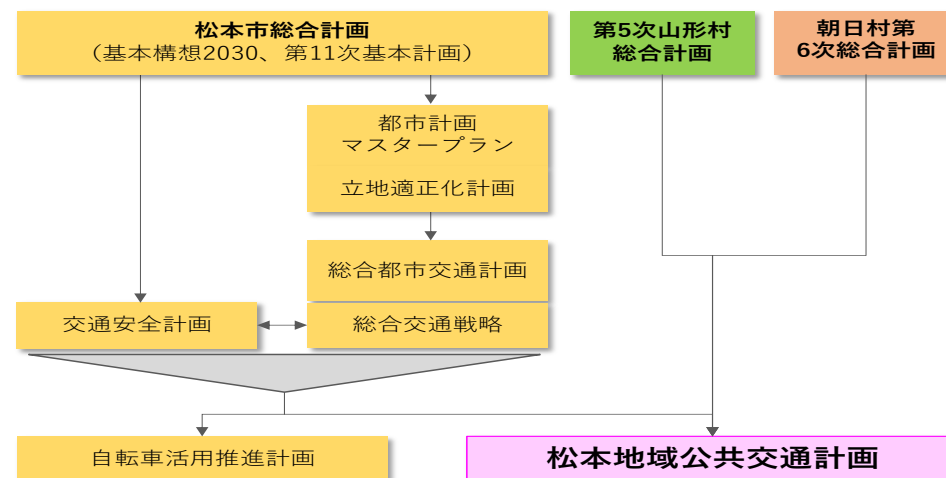 松本市総合計画
（基本構想2030、第11次基本計画）
第5次山形村
総合計画
朝日村第
6次総合計画
都市計画
マスタープラン
立地適正化計画
総合都市交通計画
交通安全計画
総合交通戦略
自転車活用推進計画
松本地域公共交通計画